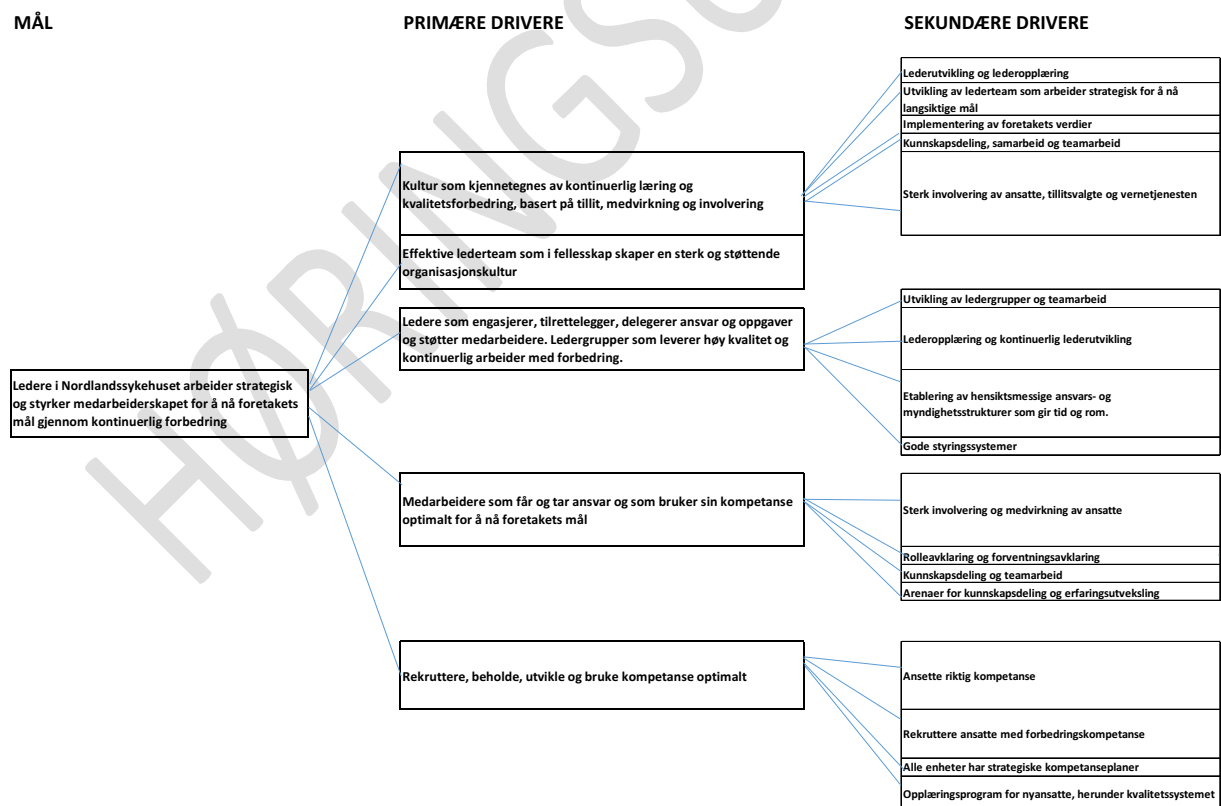 MÅL
PRIMÆRE DRIVERE
SEKUNDÆRE DRIVERE
Ledere i Nordlandssykehuset arbeider strategisk
og styrker medarbeiderskapet for å nå foretakets
mål gjennom kontinuerlig forbedring
Kultur som kjennetegnes av kontinuerlig læring og
kvalitetsforbedring, basert på tillit, medvirkning og involvering
Effektive lederteam som i fellesskap skaper en sterk og støttende
organisasjonskultur
Ledere som engasjerer, tilrettelegger, delegerer ansvar og oppgaver
og støtter medarbeidere. Ledergrupper som leverer høy kvalitet og
kontinuerlig arbeider med forbedring.
Medarbeidere som får og tar ansvar og som bruker sin kompetanse
optimalt for å nå foretakets mål
Rekruttere, beholde, utvikle og bruke kompetanse optimalt
Lederutvikling og lederopplæring
Utvikling av lederteam som arbeider strategisk for å nå
langsiktige mål
Implementering av foretakets verdier
Kunnskapsdeling, samarbeid og teamarbeid
Sterk involvering av ansatte, tillitsvalgte og vernetjenesten
Utvikling av ledergrupper og teamarbeid
Lederopplæring og kontinuerlig lederutvikling
Etablering av hensiktsmessige ansvars- og
myndighetsstrukturer som gir tid og rom.
Gode styringssystemer
Sterk involvering og medvirkning av ansatte
Rolleavklaring og forventningsavklaring
Kunnskapsdeling og teamarbeid
Arenaer for kunnskapsdeling og erfaringsutveksling
Ansette riktig kompetanse
Rekruttere ansatte med forbedringskompetanse
Alle enheter har strategiske kompetanseplaner
Opplæringsprogram for nyansatte, herunder kvalitetssystemet
HØRINGS